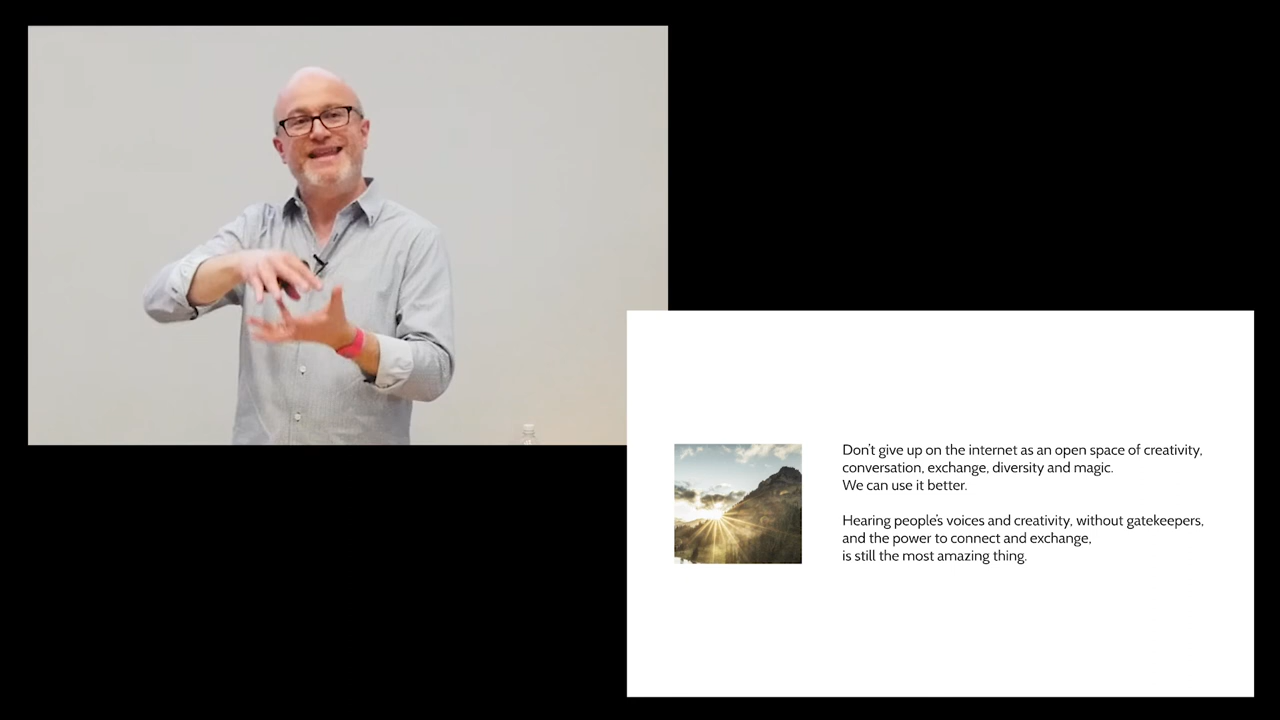 Don't give up on the internet as an open space of creativity,
conversation, exchange, diversity and magic.
We can use it better.
Hearing people's voices and creativity, without gatekeepers,
and the power to connect and exchange,
is still the most amazing thing.